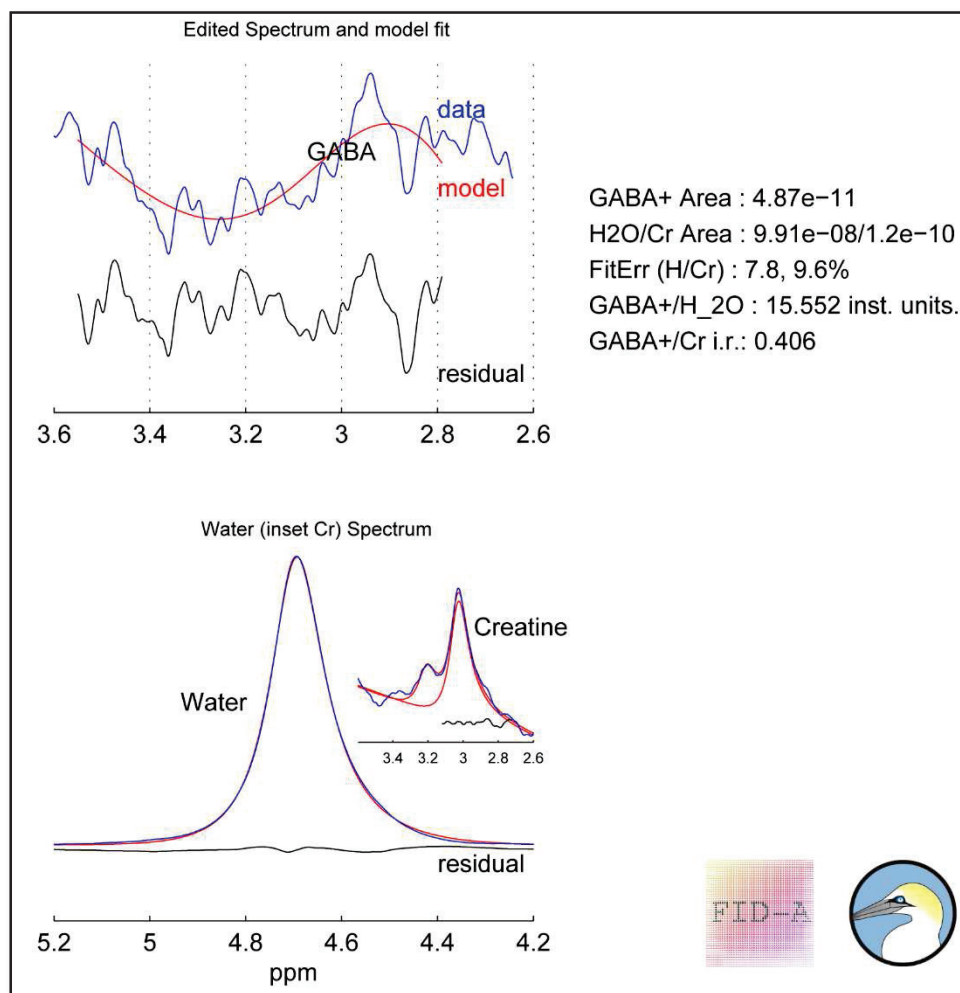 Edited Spectrum and model fit
data
GABA
model
residual
3.6 3.4 3.2 3 2.8 2.6
GABA+ Area : 4.87e−11
H2O/Cr Area : 9.91e−08/1.2e−10
FitErr (H/Cr) : 7.8, 9.6%
GABA+/H_2O : 15.552 inst. units.
GABA+/Cr i.r.: 0.406
Water (inset Cr) Spectrum
Creatine
Water
3.4 3.2 3 2.8 2.6
residual
5.2 5 4.8 4.6 4.4 4.2
ppm
FID-A